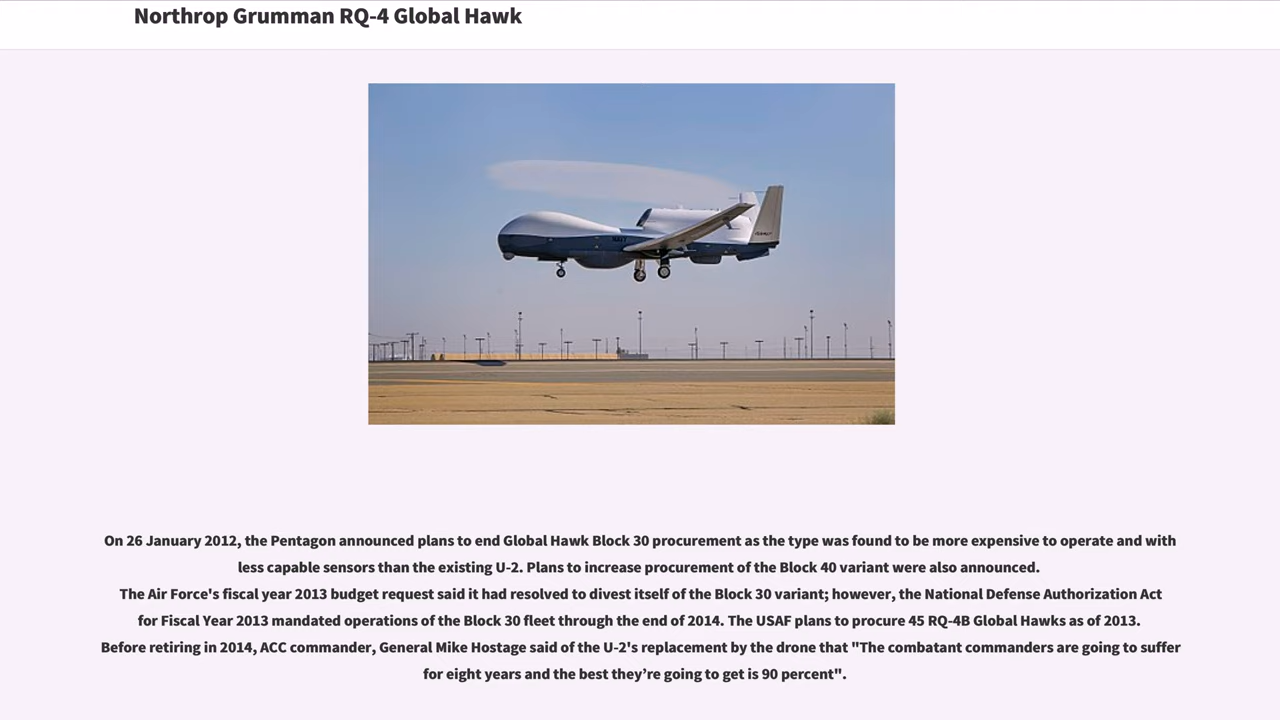 Northrop Grumman RQ-4 Global Hawk
NAVY
On 26 January 2012, the Pentagon announced plans to end Global Hawk Block 30 procurement as the type was found to be more expensive to operate and with
less capable sensors than the existing U-2. Plans to increase procurement of the Block 40 variant were also announced.
The Air Force's fiscal year 2013 budget request said it had resolved to divest itself of the Block 30 variant; however, the National Defense Authorization Act
for Fiscal Year 2013 mandated operations of the Block 30 fleet through the end of 2014. The USAF plans to procure 45 RQ-4B Global Hawks as of 2013.
Before retiring in 2014, ACC commander, General Mike Hostage said of the U-2's replacement by the drone that "The combatant commanders are going to suffer
for eight years and the best they’re going to get is 90 percent".